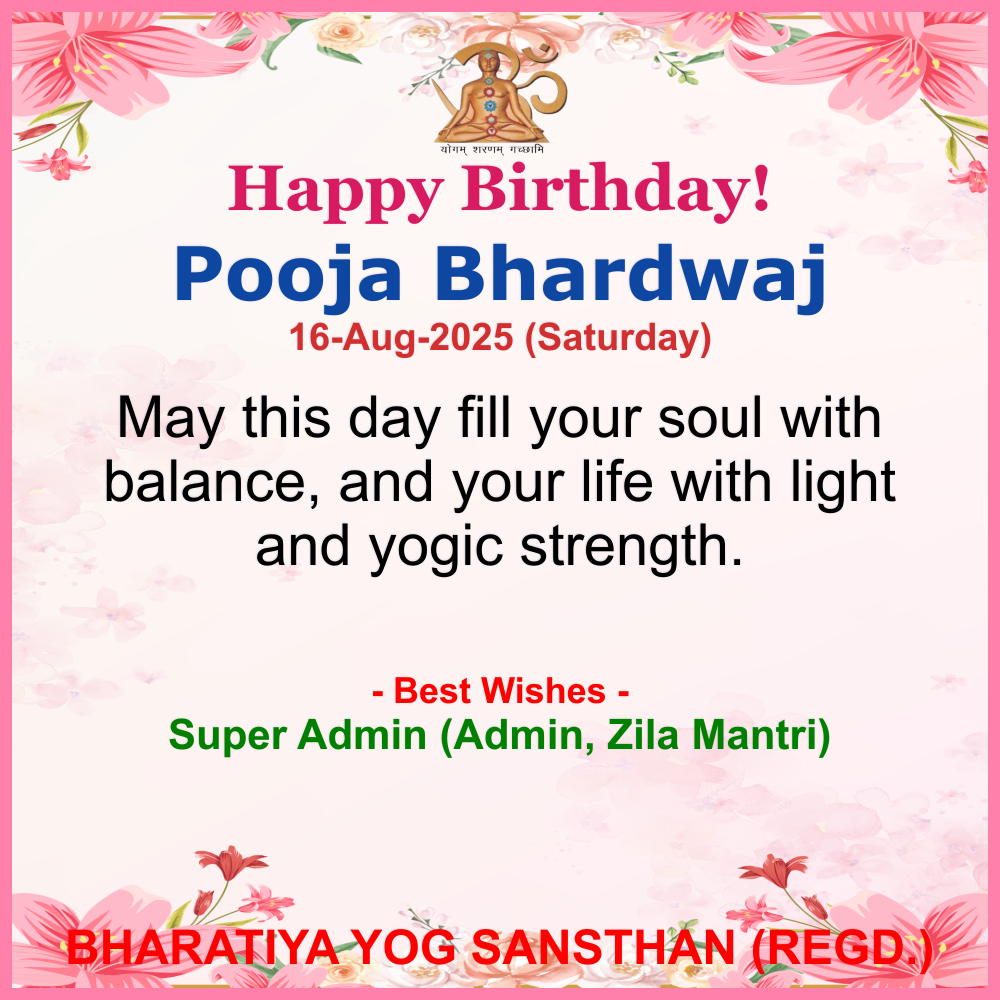 योगम् शरणम् गच्छामि
Happy Birthday!
Pooja Bhardwaj
16-Aug-2025 (Saturday)
May this day fill your soul with
balance, and your life with light
and yogic strength.
- Best Wishes -
Super Admin (Admin, Zila Mantri)
BHARATIYA YOG SANSTHAN (REGD.)